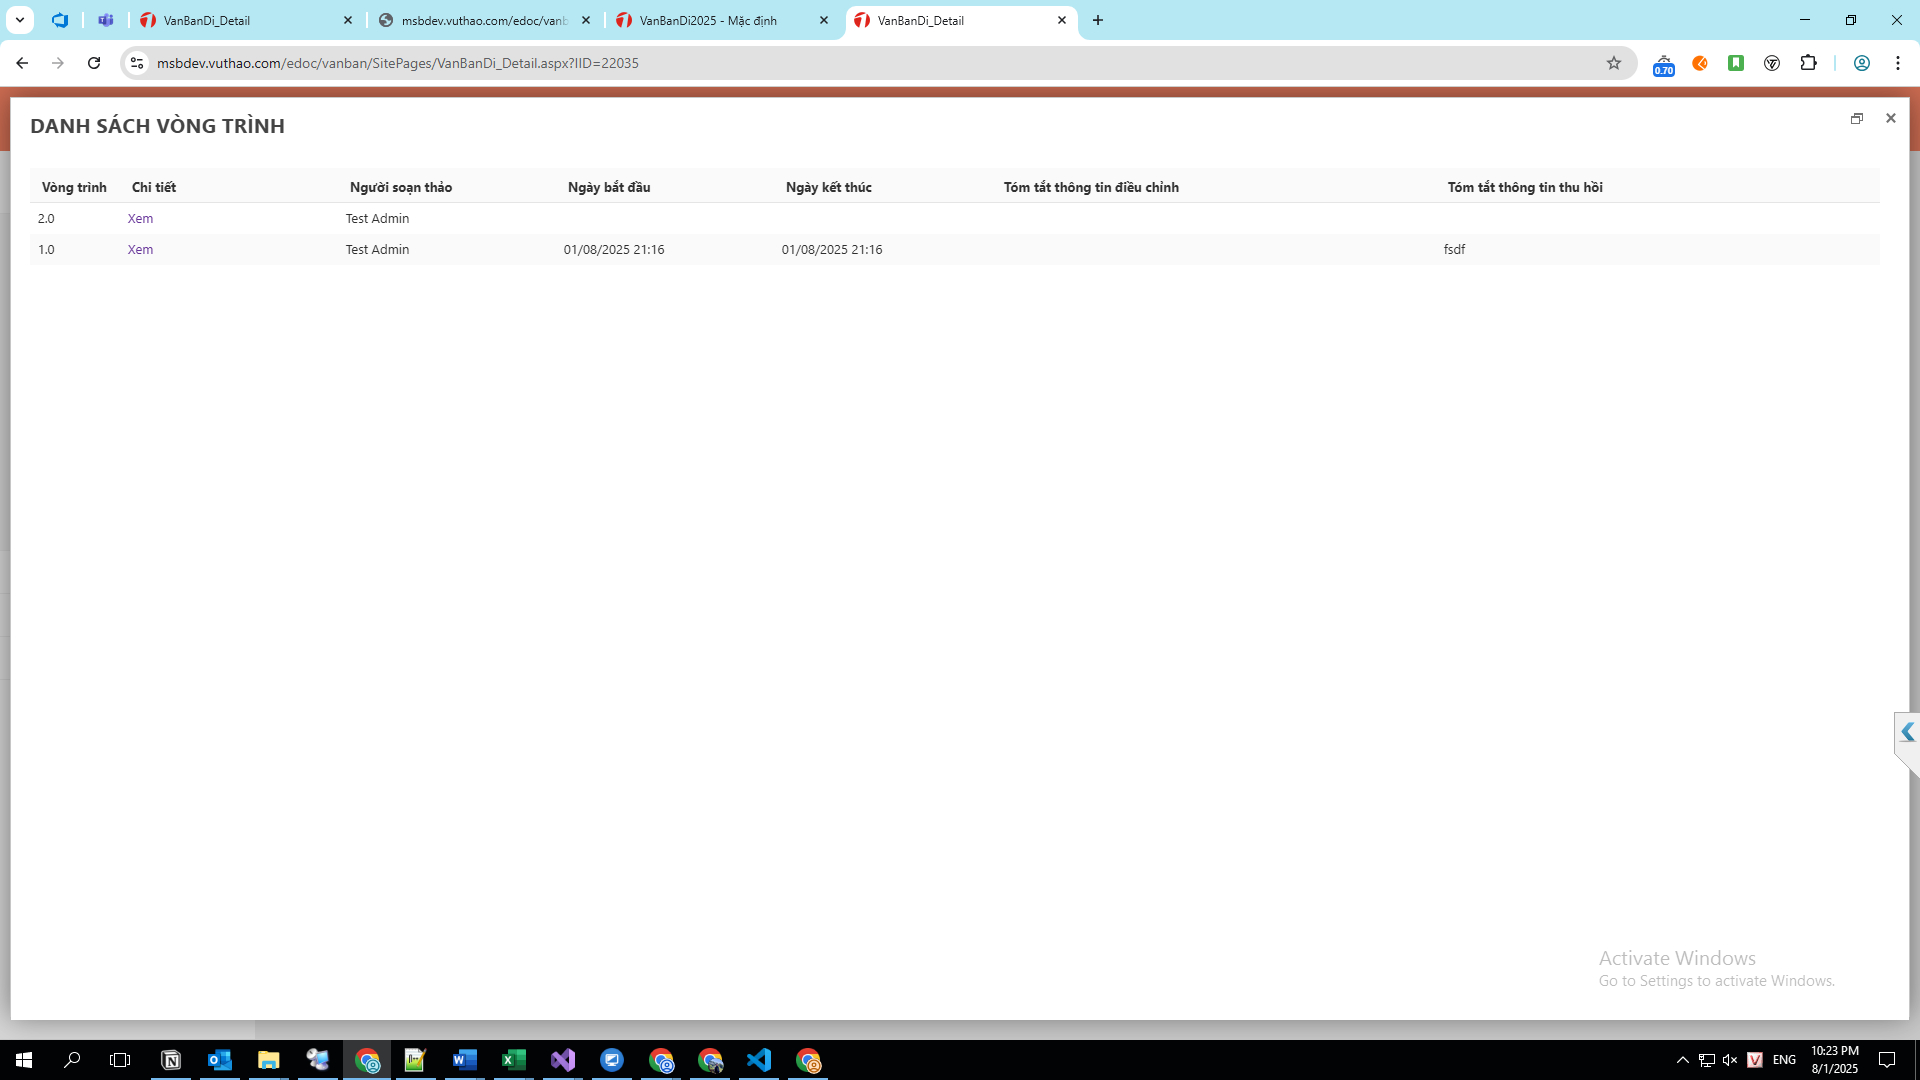 VanBanDi_Detail
msbdev.vuthao.com/edoc/vanb
VanBanDi2025 - Mặc định
VanBanDi_Detail
msbdev.vuthao.com/edoc/vanban/SitePages/VanBanDi_Detail.aspx?IID=22035
0.70
DANH SÁCH VÒNG TRÌNH
Vòng trình Chi tiết Người soạn thảo Ngày bắt đầu Ngày kết thúc Tóm tắt thông tin điều chỉnh Tóm tắt thông tin thu hồi
2.0 Xem Test Admin
1.0 Xem Test Admin 01/08/2025 21:16 01/08/2025 21:16 fsdf
Activate Windows
Go to Settings to activate Windows.
ENG
10:23 PM
8/1/2025